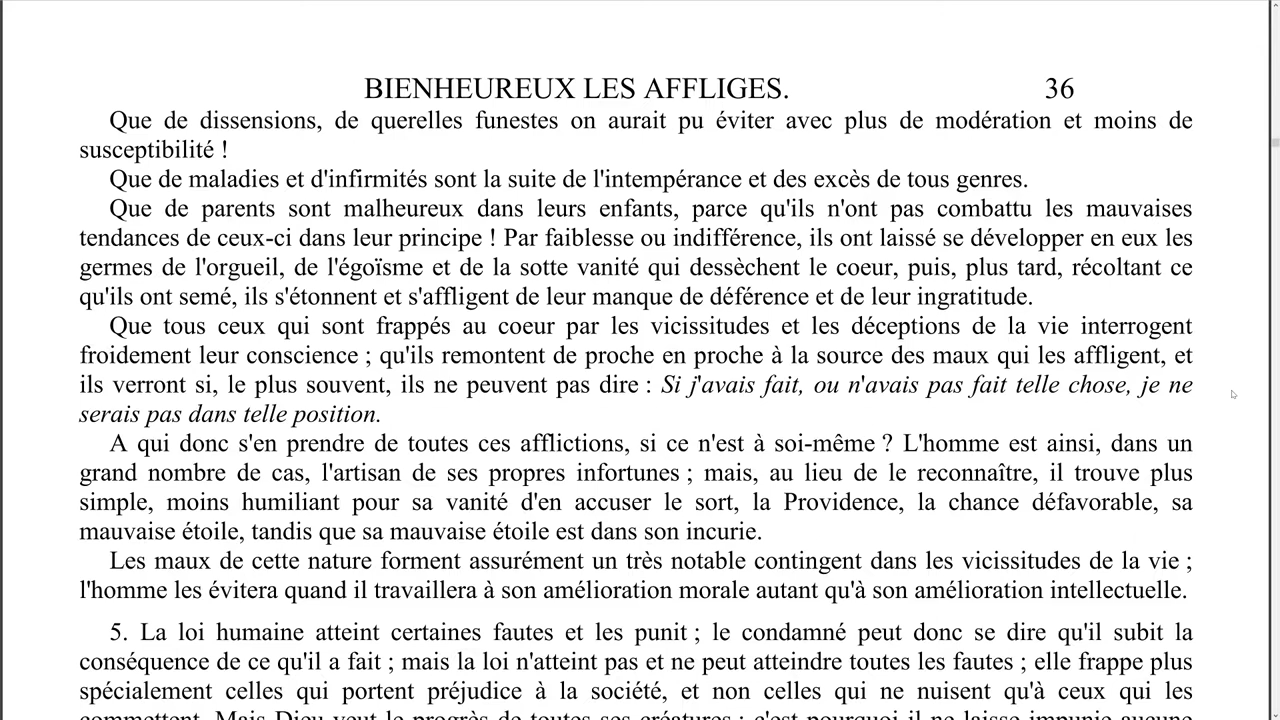 BIENHEUREUX LES AFFLIGES. 36
Que de dissensions, de querelles funestes on aurait pu éviter avec plus de modération et moins de
susceptibilité !
Que de maladies et d'infirmités sont la suite de l'intempérance et des excès de tous genres.
Que de parents sont malheureux dans leurs enfants, parce qu'ils n'ont pas combattu les mauvaises
tendances de ceux-ci dans leur principe ! Par faiblesse ou indifférence, ils ont laissé se développer en eux les
germes de l'orgueil, de l'égoïsme et de la sotte vanité qui dessèchent le coeur, puis, plus tard, récoltant ce
qu'ils ont semé, ils s'étonnent et s'affligent de leur manque de déférence et de leur ingratitude.
Que tous ceux qui sont frappés au coeur par les vicissitudes et les déceptions de la vie interrogent
froidement leur conscience ; qu'ils remontent de proche en proche à la source des maux qui les affligent, et
ils verront si, le plus souvent, ils ne peuvent pas dire : Si j'avais fait, ou n'avais pas fait telle chose, je ne
serais pas dans telle position.
A qui donc s'en prendre de toutes ces afflictions, si ce n'est à soi-même ? L'homme est ainsi, dans un
grand nombre de cas, l'artisan de ses propres infortunes ; mais, au lieu de le reconnaître, il trouve plus
simple, moins humiliant pour sa vanité d'en accuser le sort, la Providence, la chance défavorable, sa
mauvaise étoile, tandis que sa mauvaise étoile est dans son incurie.
Les maux de cette nature forment assurément un très notable contingent dans les vicissitudes de la vie ;
l'homme les évitera quand il travaillera à son amélioration morale autant qu'à son amélioration intellectuelle.
5. La loi humaine atteint certaines fautes et les punit ; le condamné peut donc se dire qu'il subit la
conséquence de ce qu'il a fait ; mais la loi n'atteint pas et ne peut atteindre toutes les fautes ; elle frappe plus
spécialement celles qui portent préjudice à la société, et non celles qui ne nuisent qu'à ceux qui les
commettent. Mais Dieu veut le progrès de toutes ses créatures ; c'est pourquoi il ne laisse impunie aucune